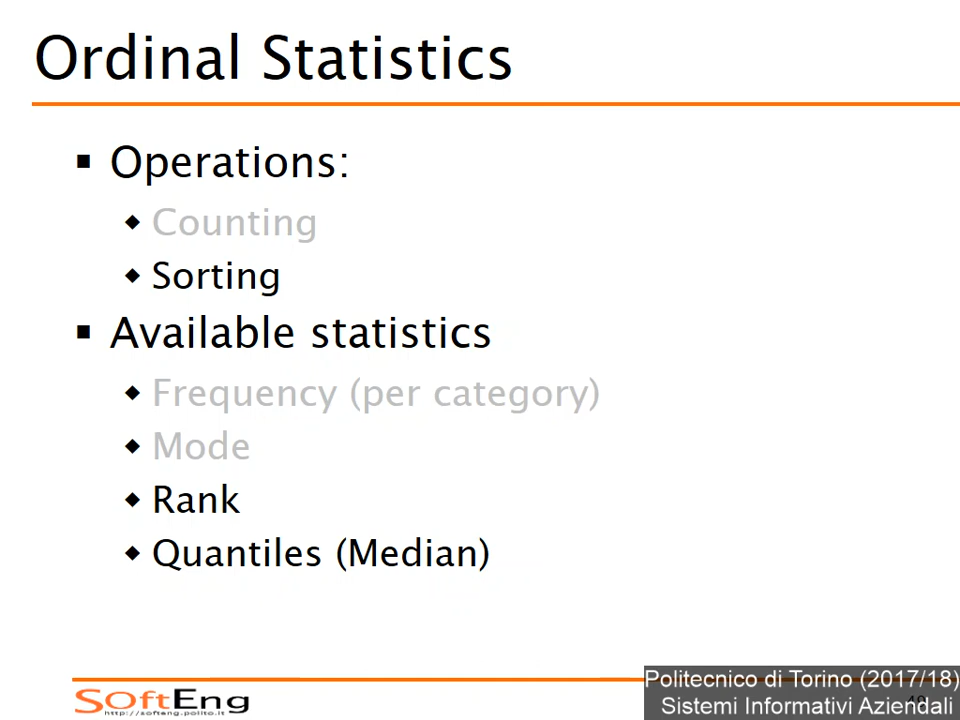 Ordinal Statistics
Operations:
Counting
Sorting
Available statistics
Frequency (per category)
Mode
Rank
Quantiles (Median)
SoftEng
http://softeng.polito.it
Politecnico di Torino (2017/18)
Sistemi Informativi Aziendali